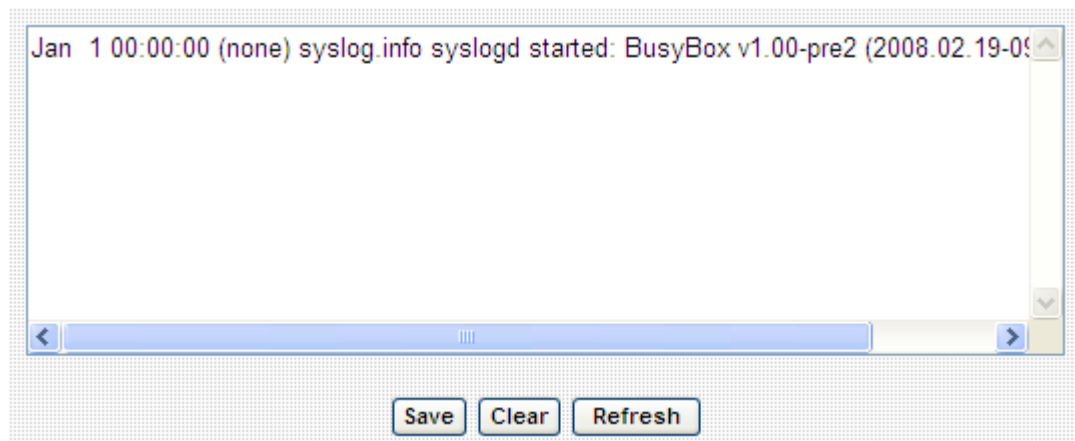 Jan  1 00:00:00 (none) syslog.info syslogd started: BusyBox v1.00-pre2 (2008.02.19-09
Save Clear Refresh